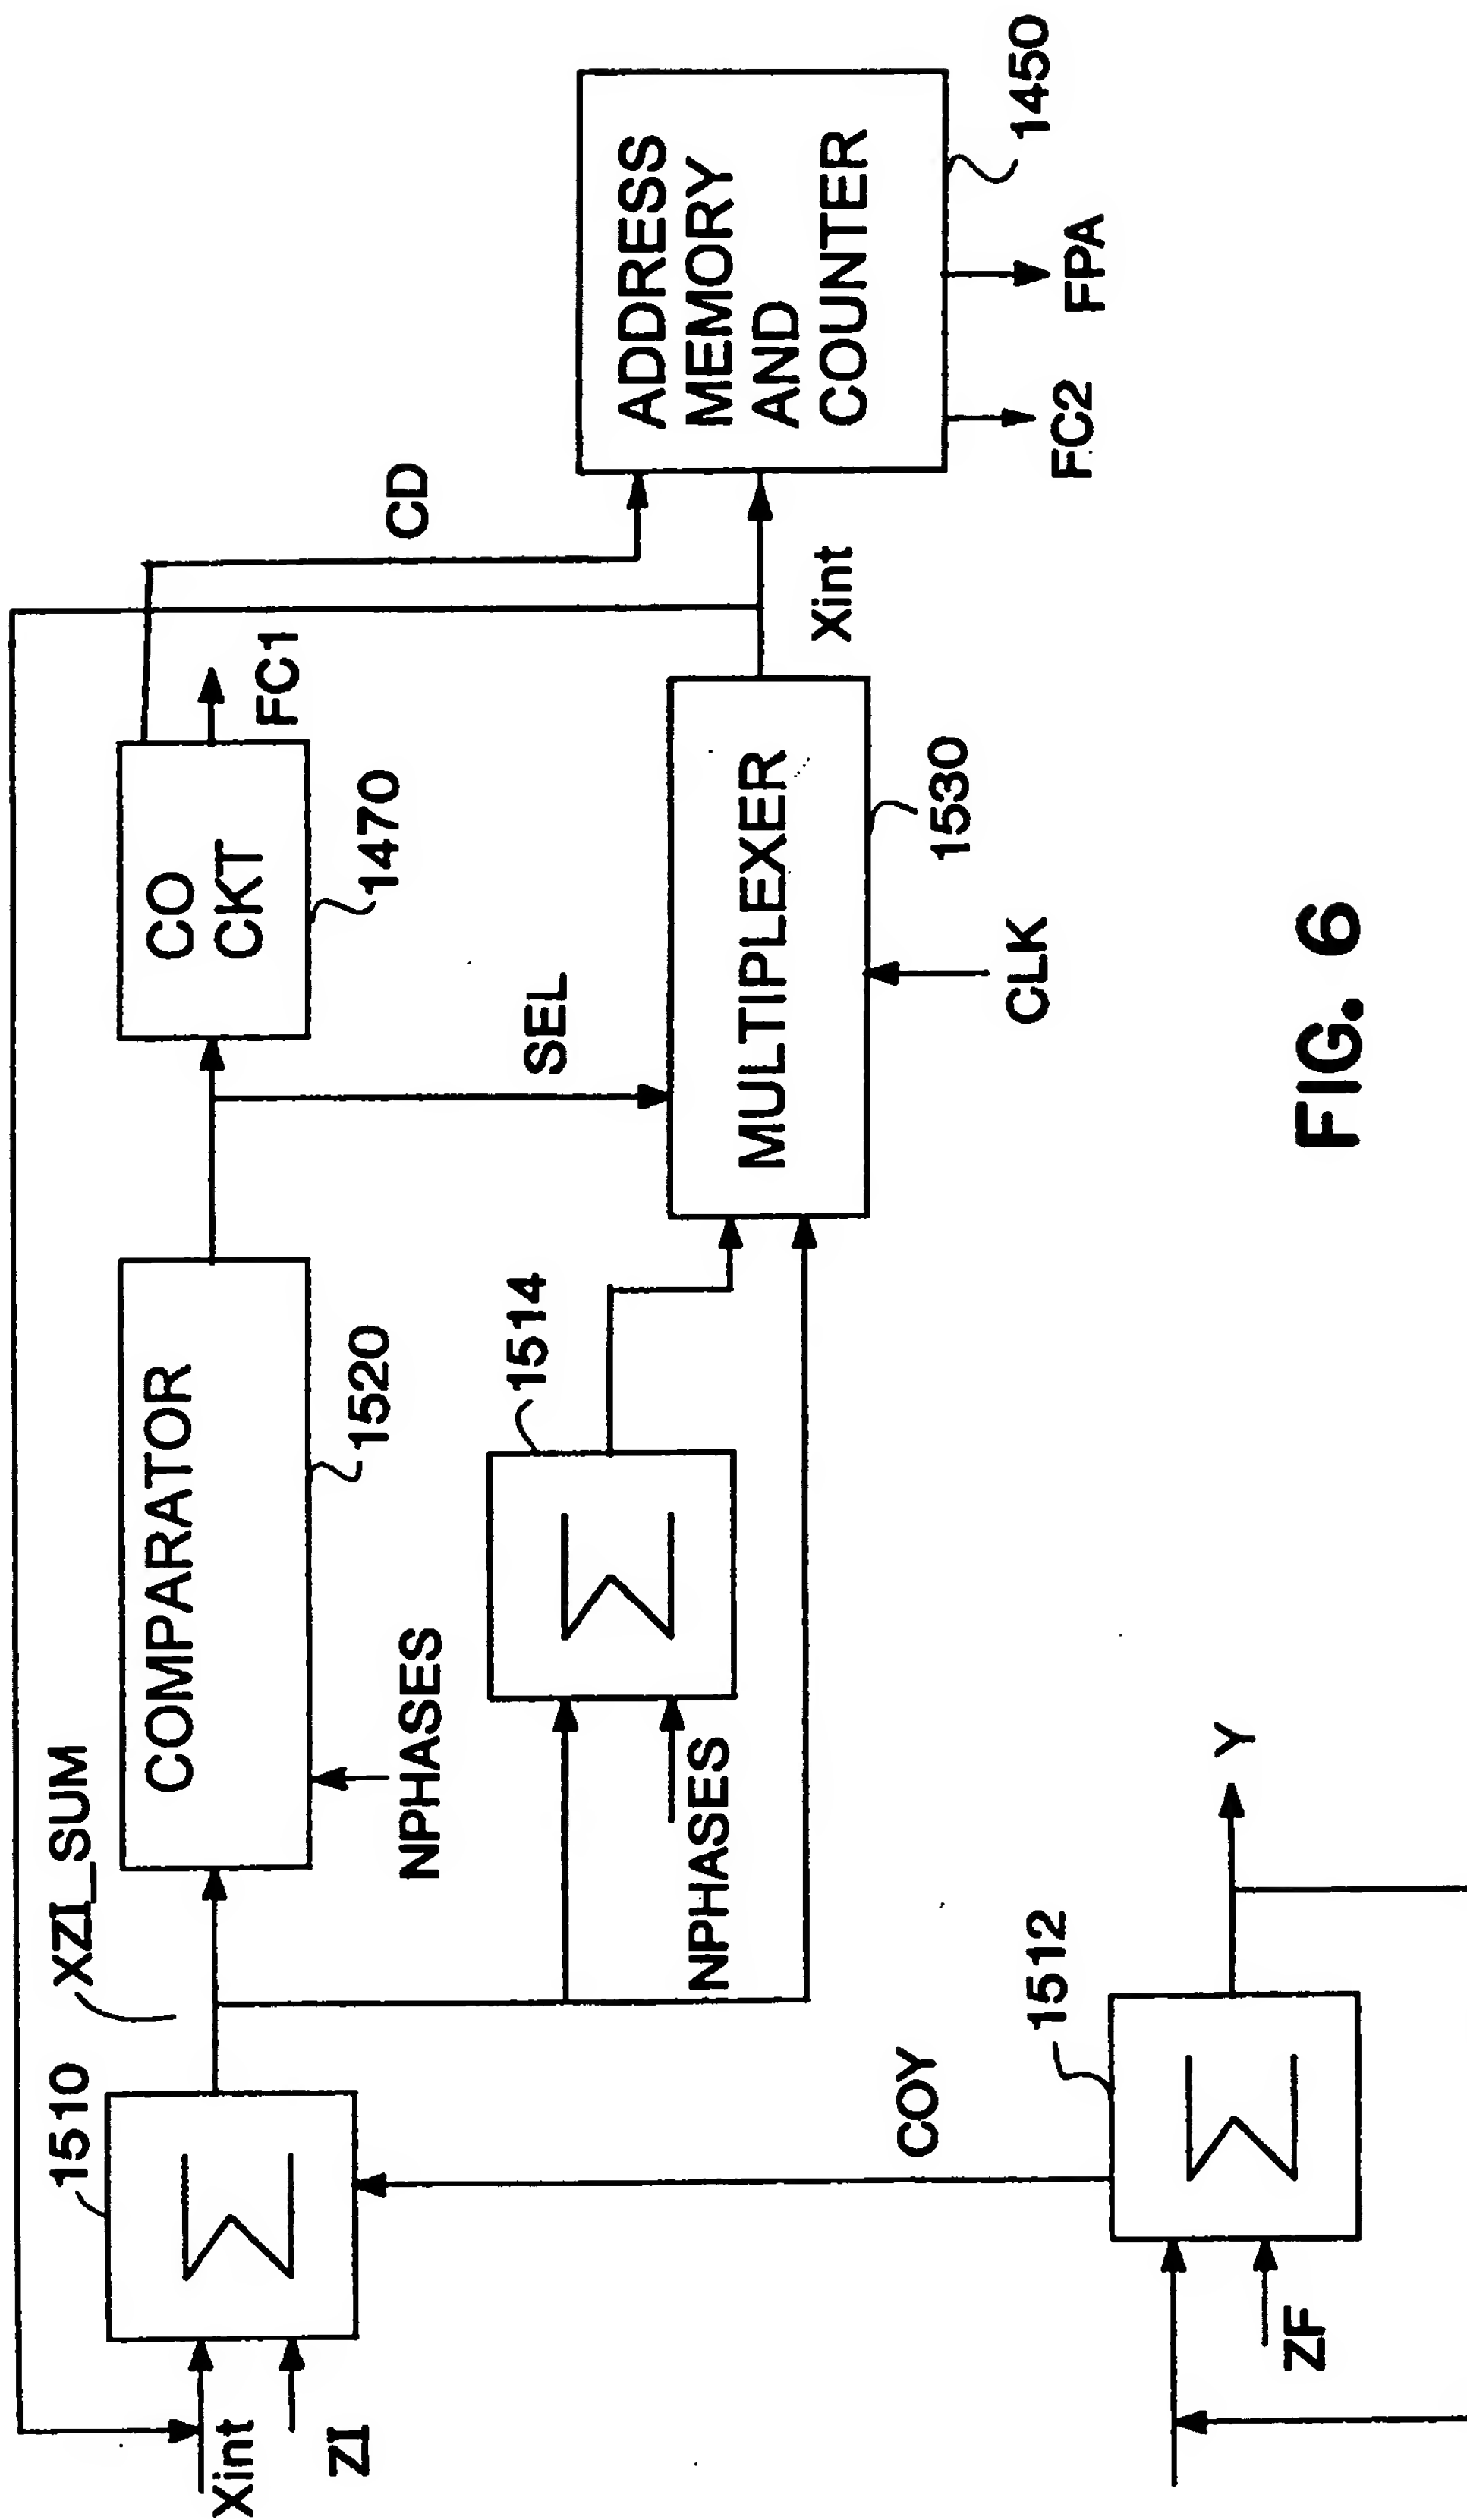 1510
XZI_SUM
COMPARATOR
1520
NPHASES
CO
CKT
1470
FC1
CD
Xint
ZI
SEL
1514
NPHASES
MULTIPLEXER
1530
CLK
Xint
ADDRESS
MEMORY
AND
COUNTER
1450
FC2
FPA
COY
1512
ZF
Y
FIG. 6